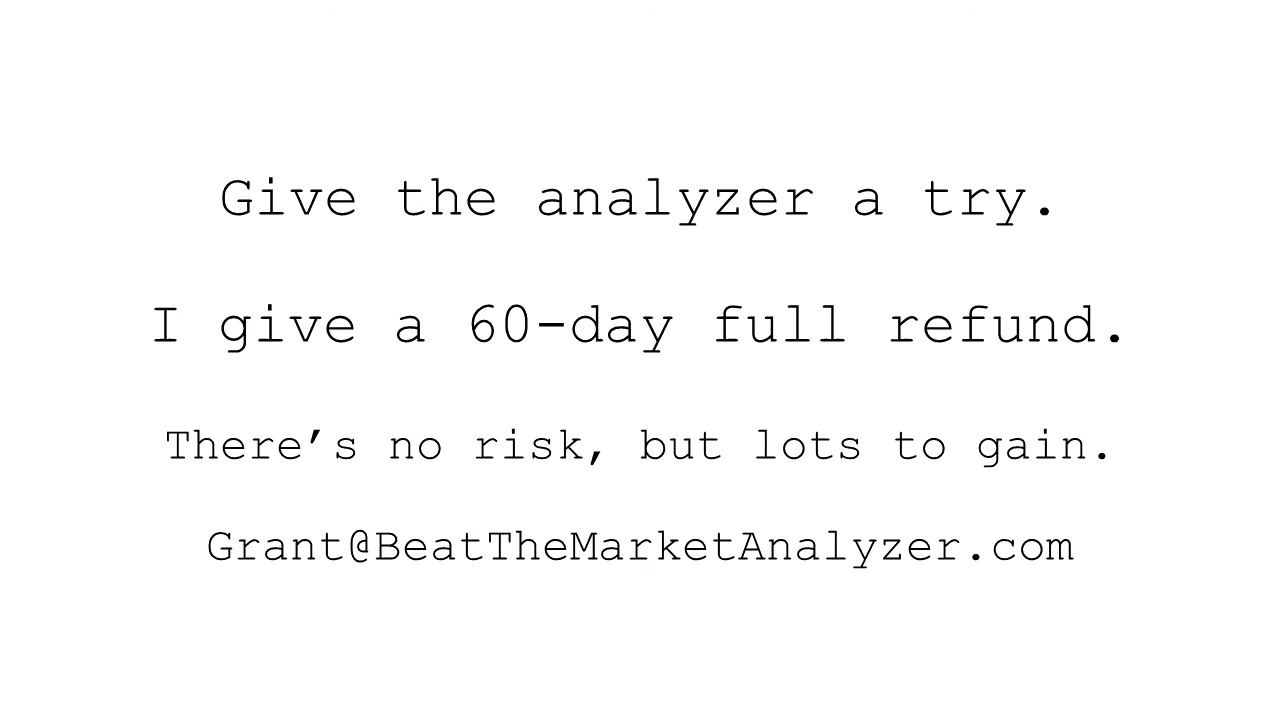 Give the analyzer a try.
I give a 60-day full refund.
There’s no risk, but lots to gain.
Grant@BeatTheMarketAnalyzer.com